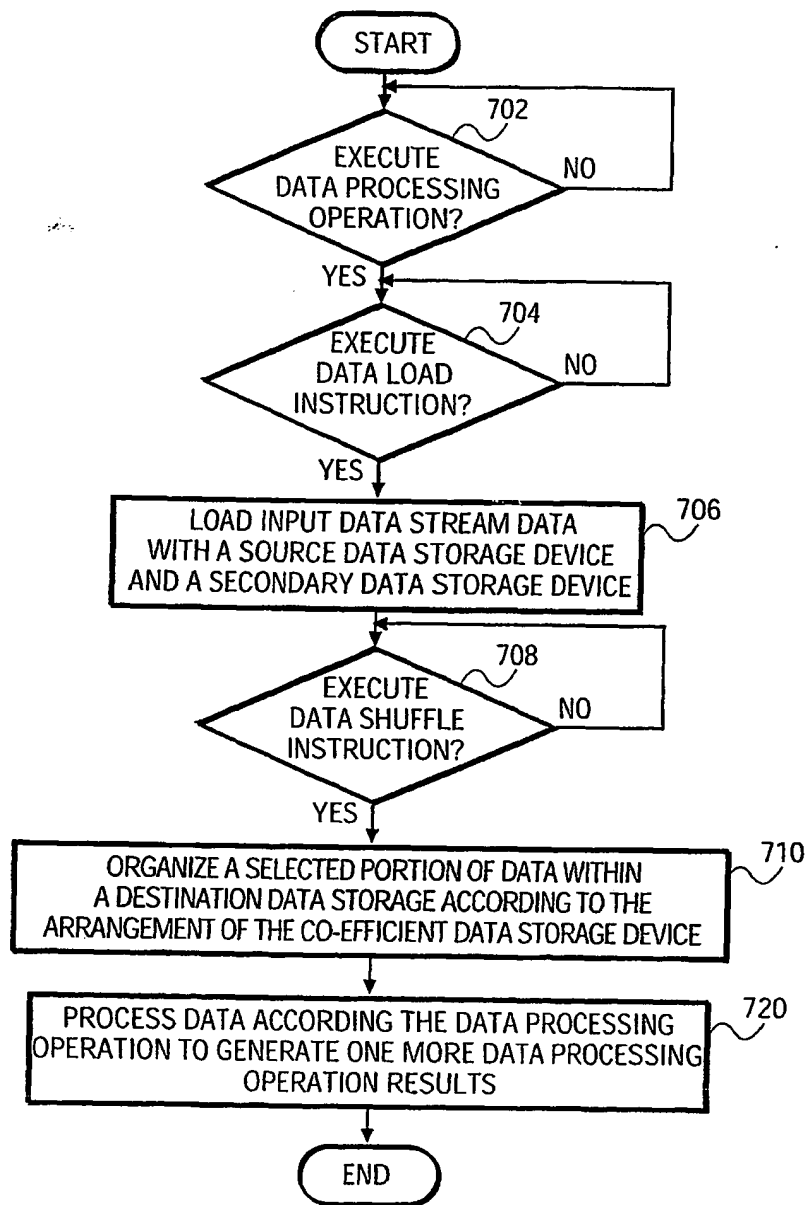 START
702
EXECUTE
DATA PROCESSING
OPERATION?
NO
YES
704
EXECUTE
DATA LOAD
INSTRUCTION?
NO
YES
706
LOAD INPUT DATA STREAM DATA
WITH A SOURCE DATA STORAGE DEVICE
AND A SECONDARY DATA STORAGE DEVICE
708
EXECUTE
DATA SHUFFLE
INSTRUCTION?
NO
YES
710
ORGANIZE A SELECTED PORTION OF DATA WITHIN
A DESTINATION DATA STORAGE ACCORDING TO THE
ARRANGEMENT OF THE CO-EFFICIENT DATA STORAGE DEVICE
720
PROCESS DATA ACCORDING THE DATA PROCESSING
OPERATION TO GENERATE ONE MORE DATA PROCESSING
OPERATION RESULTS
END